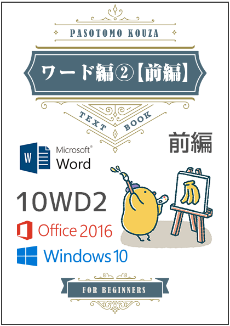 PASOTOMO KOUZA
ワード編②【前編】
TEXT BOOK
Microsoft®
Word
前編
10WD2
Office 2016
Windows 10
FOR BEGINNERS